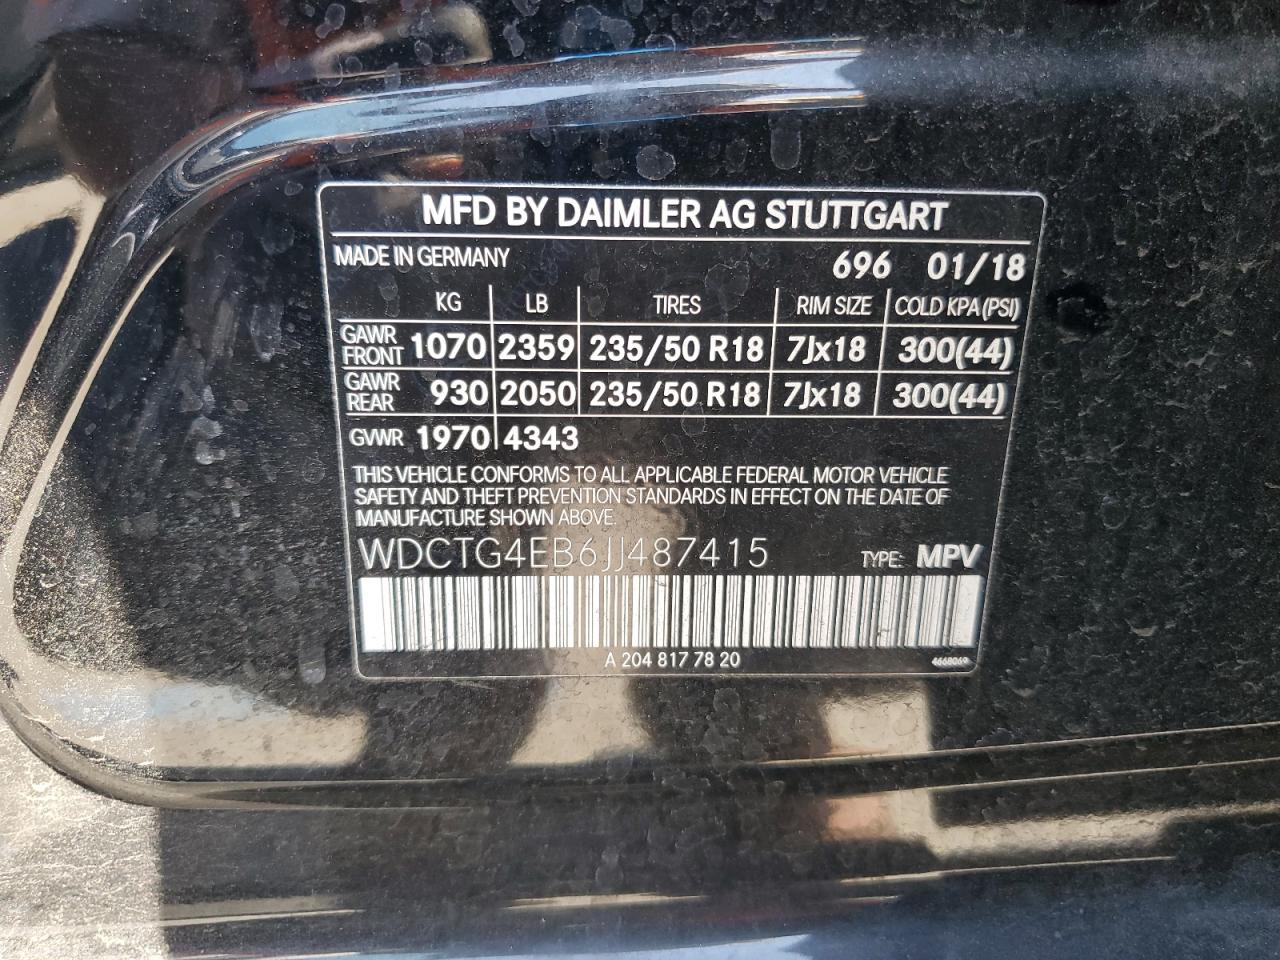 MFD BY DAIMLER AG STUTTGART
MADE IN GERMANY 696 01/18
KG LB TIRES RIM SIZE COLD KPA(PSI)
GAWR FRONT 1070 2359 235/50 R18 7Jx18 300(44)
GAWR REAR 930 2050 235/50 R18 7Jx18 300(44)
GVWR 1970 4343
THIS VEHICLE CONFORMS TO ALL APPLICABLE FEDERAL MOTOR VEHICLE
SAFETY AND THEFT PREVENTION STANDARDS IN EFFECT ON THE DATE OF
MANUFACTURE SHOWN ABOVE.
WDCTG4EB6JJ487415 TYPE: MPV
A 204 817 78 20 4668069